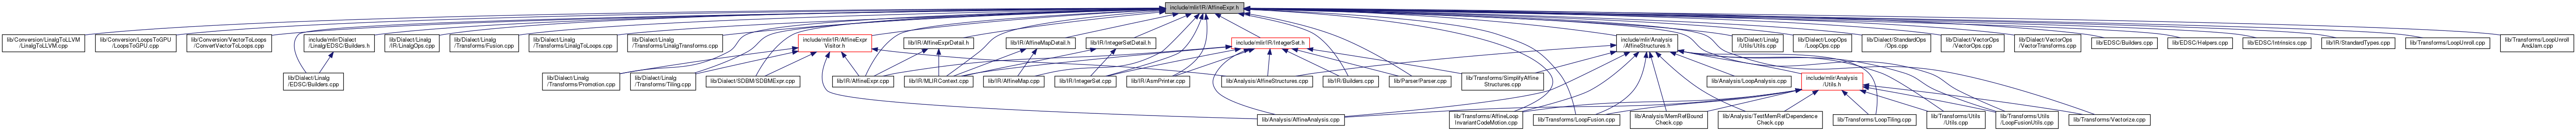 include/mlir/IR/AffineExpr.h
lib/Conversion/LinalgToLLVM
/LinalgToLLVM.cpp
lib/Conversion/LoopsToGPU
/LoopsToGPU.cpp
lib/Conversion/VectorToLoops
/ConvertVectorToLoops.cpp
include/mlir/Dialect
/Linalg/EDSC/Builders.h
lib/Dialect/Linalg
/IR/LinalgOps.cpp
lib/Dialect/Linalg
/Transforms/Fusion.cpp
lib/Dialect/Linalg
/Transforms/LinalgToLoops.cpp
lib/Dialect/Linalg
/Transforms/LinalgTransforms.cpp
include/mlir/IR/AffineExpr
Visitor.h
lib/IR/AffineExprDetail.h
lib/IR/AffineMapDetail.h
lib/IR/IntegerSetDetail.h
include/mlir/IR/IntegerSet.h
include/mlir/Analysis
/AffineStructures.h
lib/Dialect/Linalg
/Utils/Utils.cpp
lib/Dialect/LoopOps
/LoopOps.cpp
lib/Dialect/StandardOps
/Ops.cpp
lib/Dialect/VectorOps
/VectorOps.cpp
lib/Dialect/VectorOps
/VectorTransforms.cpp
lib/EDSC/Builders.cpp
lib/EDSC/Helpers.cpp
lib/EDSC/Intrinsics.cpp
lib/IR/StandardTypes.cpp
lib/Transforms/LoopUnroll.cpp
lib/Transforms/LoopUnroll
AndJam.cpp
lib/Dialect/Linalg
/EDSC/Builders.cpp
lib/Dialect/Linalg
/Transforms/Promotion.cpp
lib/Dialect/Linalg
/Transforms/Tiling.cpp
lib/Dialect/SDBM/SDBMExpr.cpp
lib/IR/AffineExpr.cpp
lib/IR/MLIRContext.cpp
lib/IR/AffineMap.cpp
lib/IR/IntegerSet.cpp
lib/IR/AsmPrinter.cpp
lib/Analysis/AffineStructures.cpp
lib/IR/Builders.cpp
lib/Parser/Parser.cpp
lib/Transforms/SimplifyAffine
Structures.cpp
lib/Analysis/LoopAnalysis.cpp
include/mlir/Analysis
/Utils.h
lib/Analysis/AffineAnalysis.cpp
lib/Transforms/AffineLoop
InvariantCodeMotion.cpp
lib/Transforms/LoopFusion.cpp
lib/Analysis/MemRefBound
Check.cpp
lib/Analysis/TestMemRefDependence
Check.cpp
lib/Transforms/LoopTiling.cpp
lib/Transforms/Utils
/Utils.cpp
lib/Transforms/Utils
/LoopFusionUtils.cpp
lib/Transforms/Vectorize.cpp